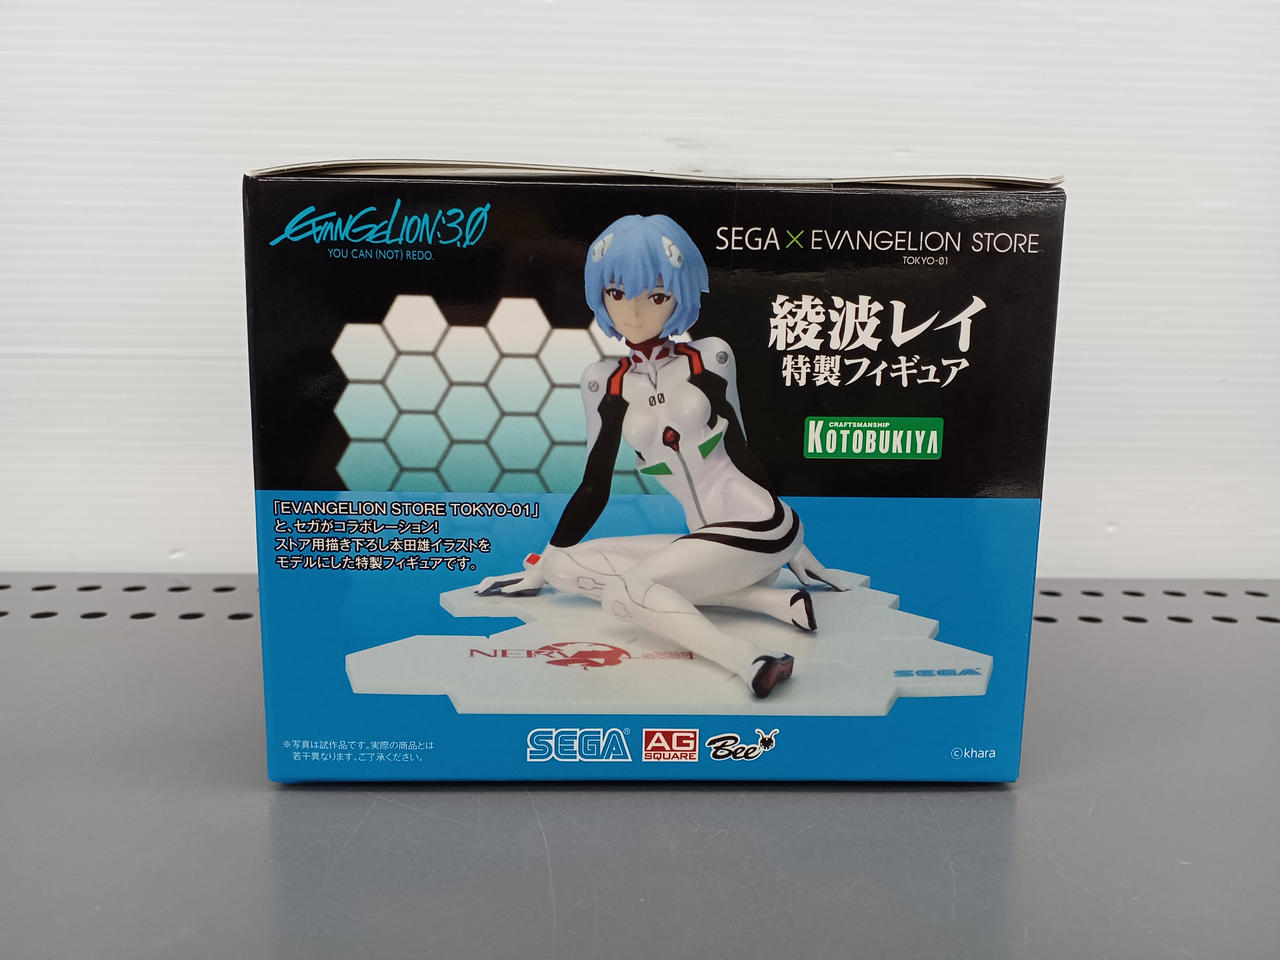 EVANGELION:3.0
YOU CAN (NOT) REDO.
SEGA × EVANGELION STORE
TOKYO-01
綾波レイ
特製フィギュア
CRAFTSMANSHIP
KOTOBUKIYA
00
「EVANGELION STORE TOKYO-01」
と、セガがコラボレーション!
ストア用描き下ろし本田雄イラストを
モデルにした特製フィギュアです。
NERV
SEGA
※写真は試作品です。実際の商品とは
若干異なります。ご了承ください。
SEGA
AG
SQUARE
Bee
©khara